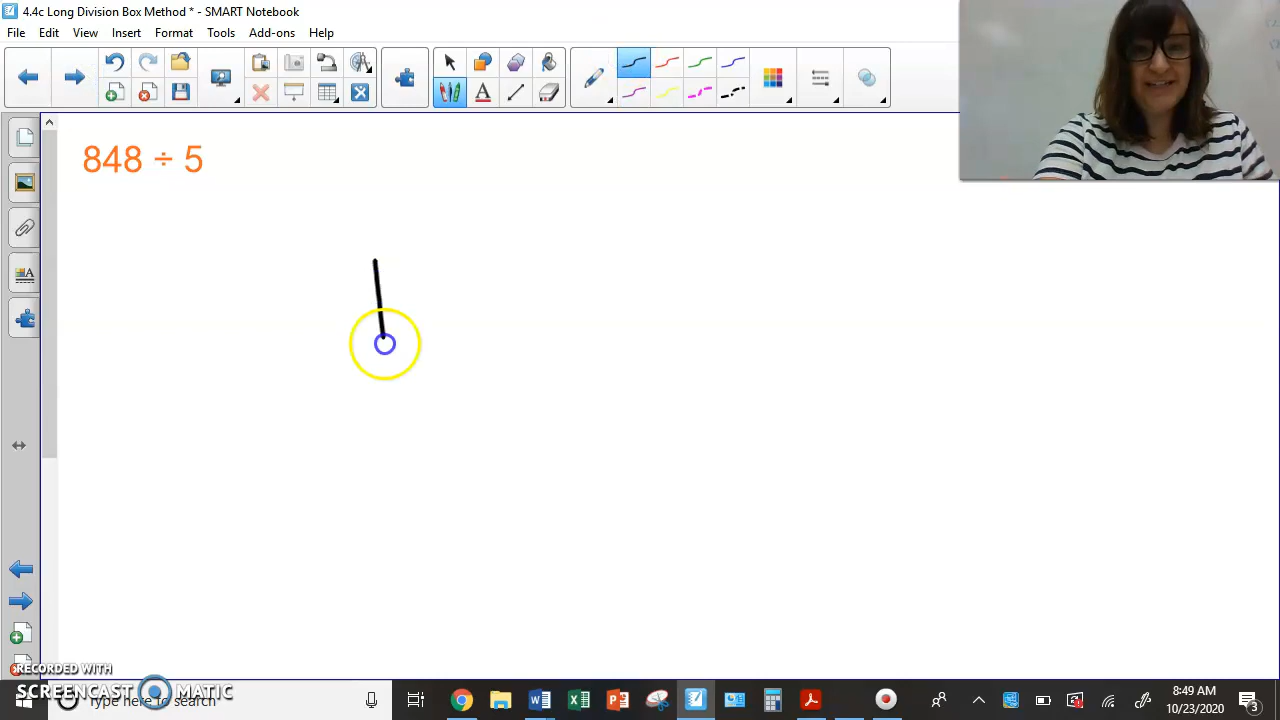 4.4c Long Division Box Method * - SMART Notebook
File Edit View Insert Format Tools Add-ons Help
848 ÷ 5
RECORDED WITH
SCREENCAST MATIC
Type here to search
8:49 AM
10/23/2020
3